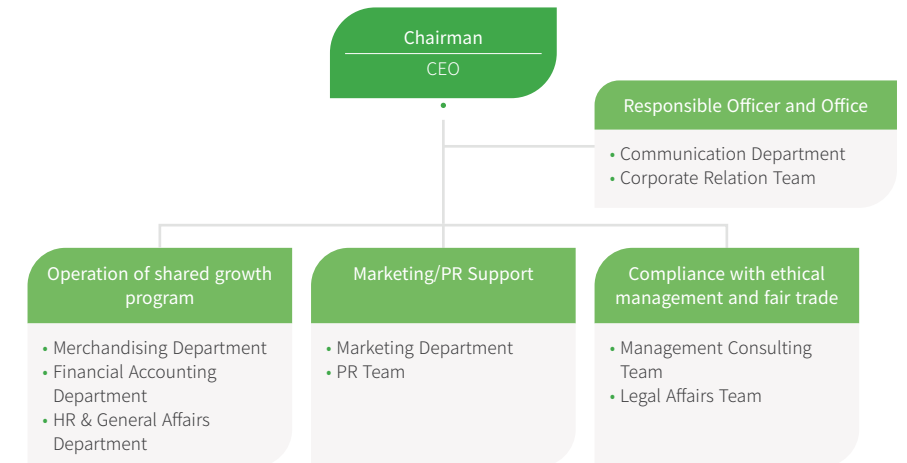 Chairman
CEO
Responsible Officer and Office
• Communication Department
• Corporate Relation Team
Operation of shared growth
program
• Merchandising Department
• Financial Accounting
Department
• HR & General Affairs
Department
Marketing/PR Support
• Marketing Department
• PR Team
Compliance with ethical
management and fair trade
• Management Consulting
Team
• Legal Affairs Team